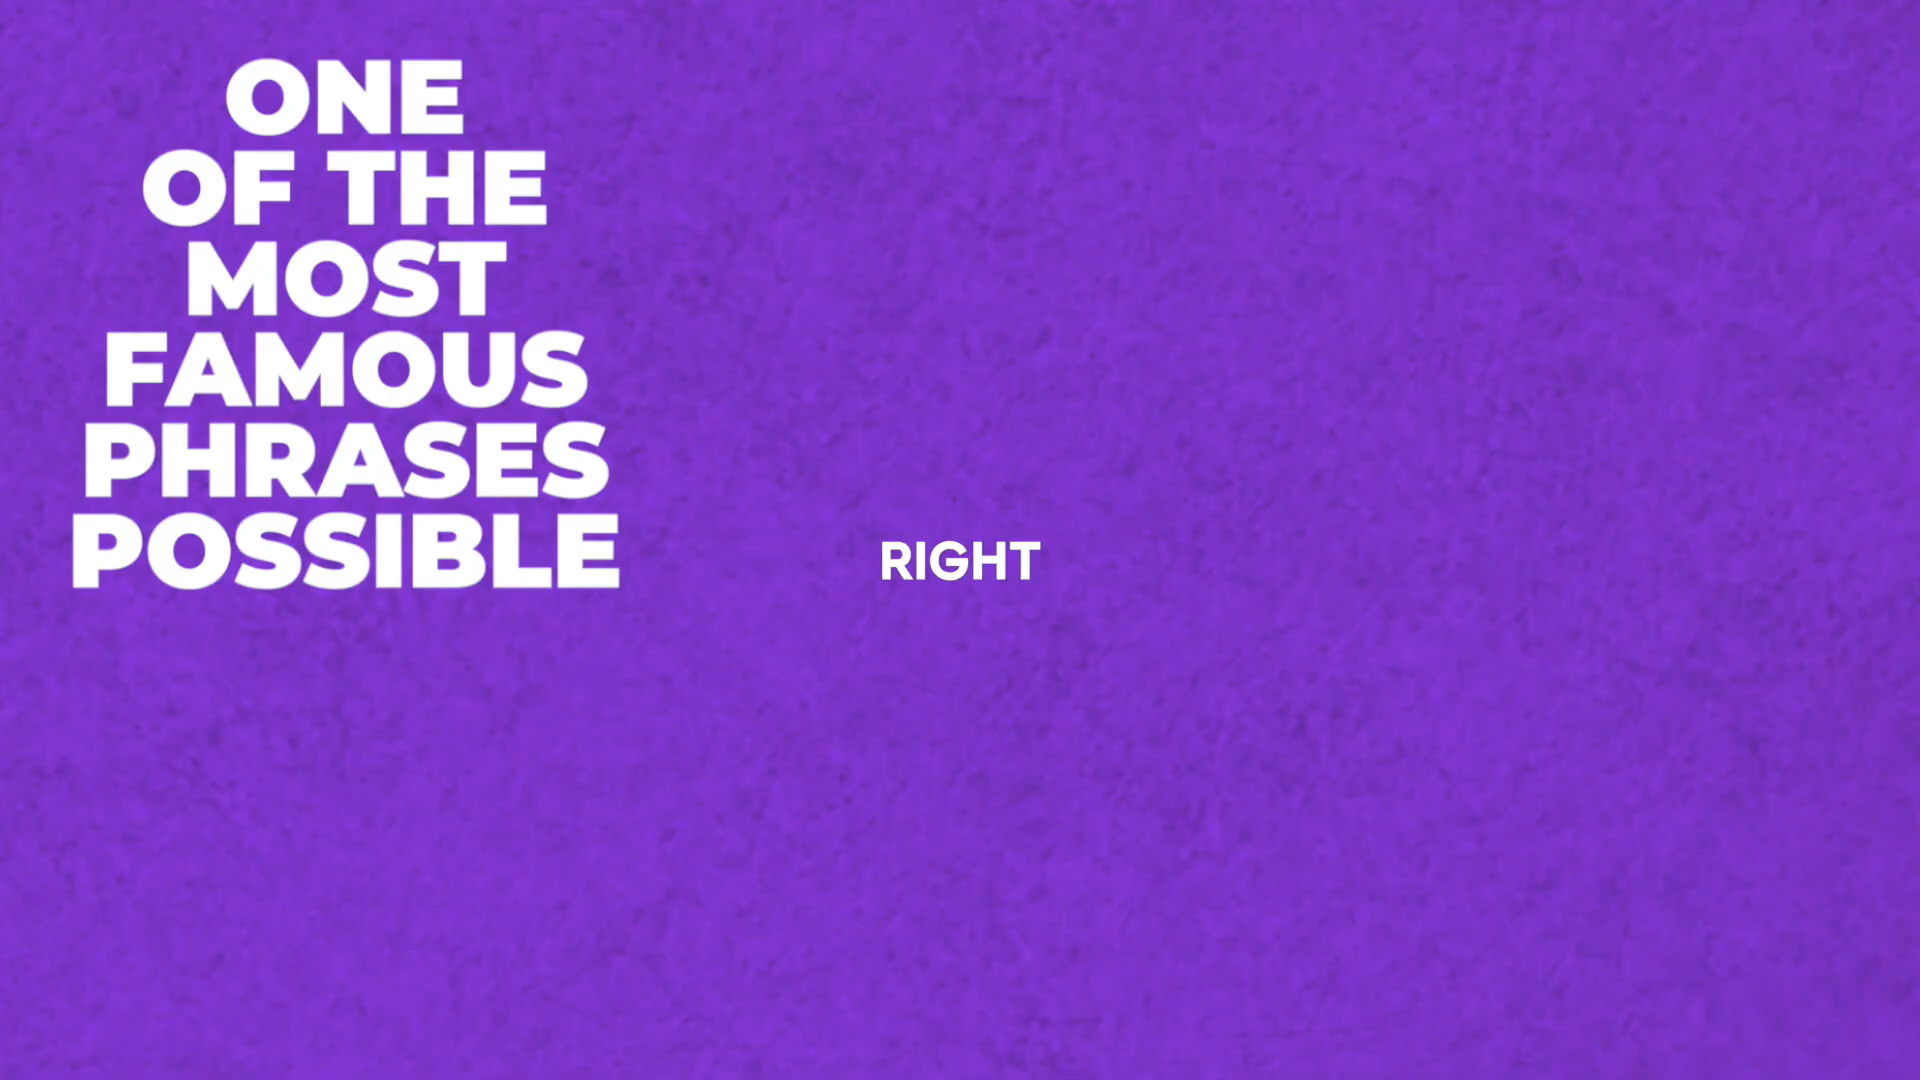 ONE
OF THE
MOST
FAMOUS
PHRASES
POSSIBLE
RIGHT